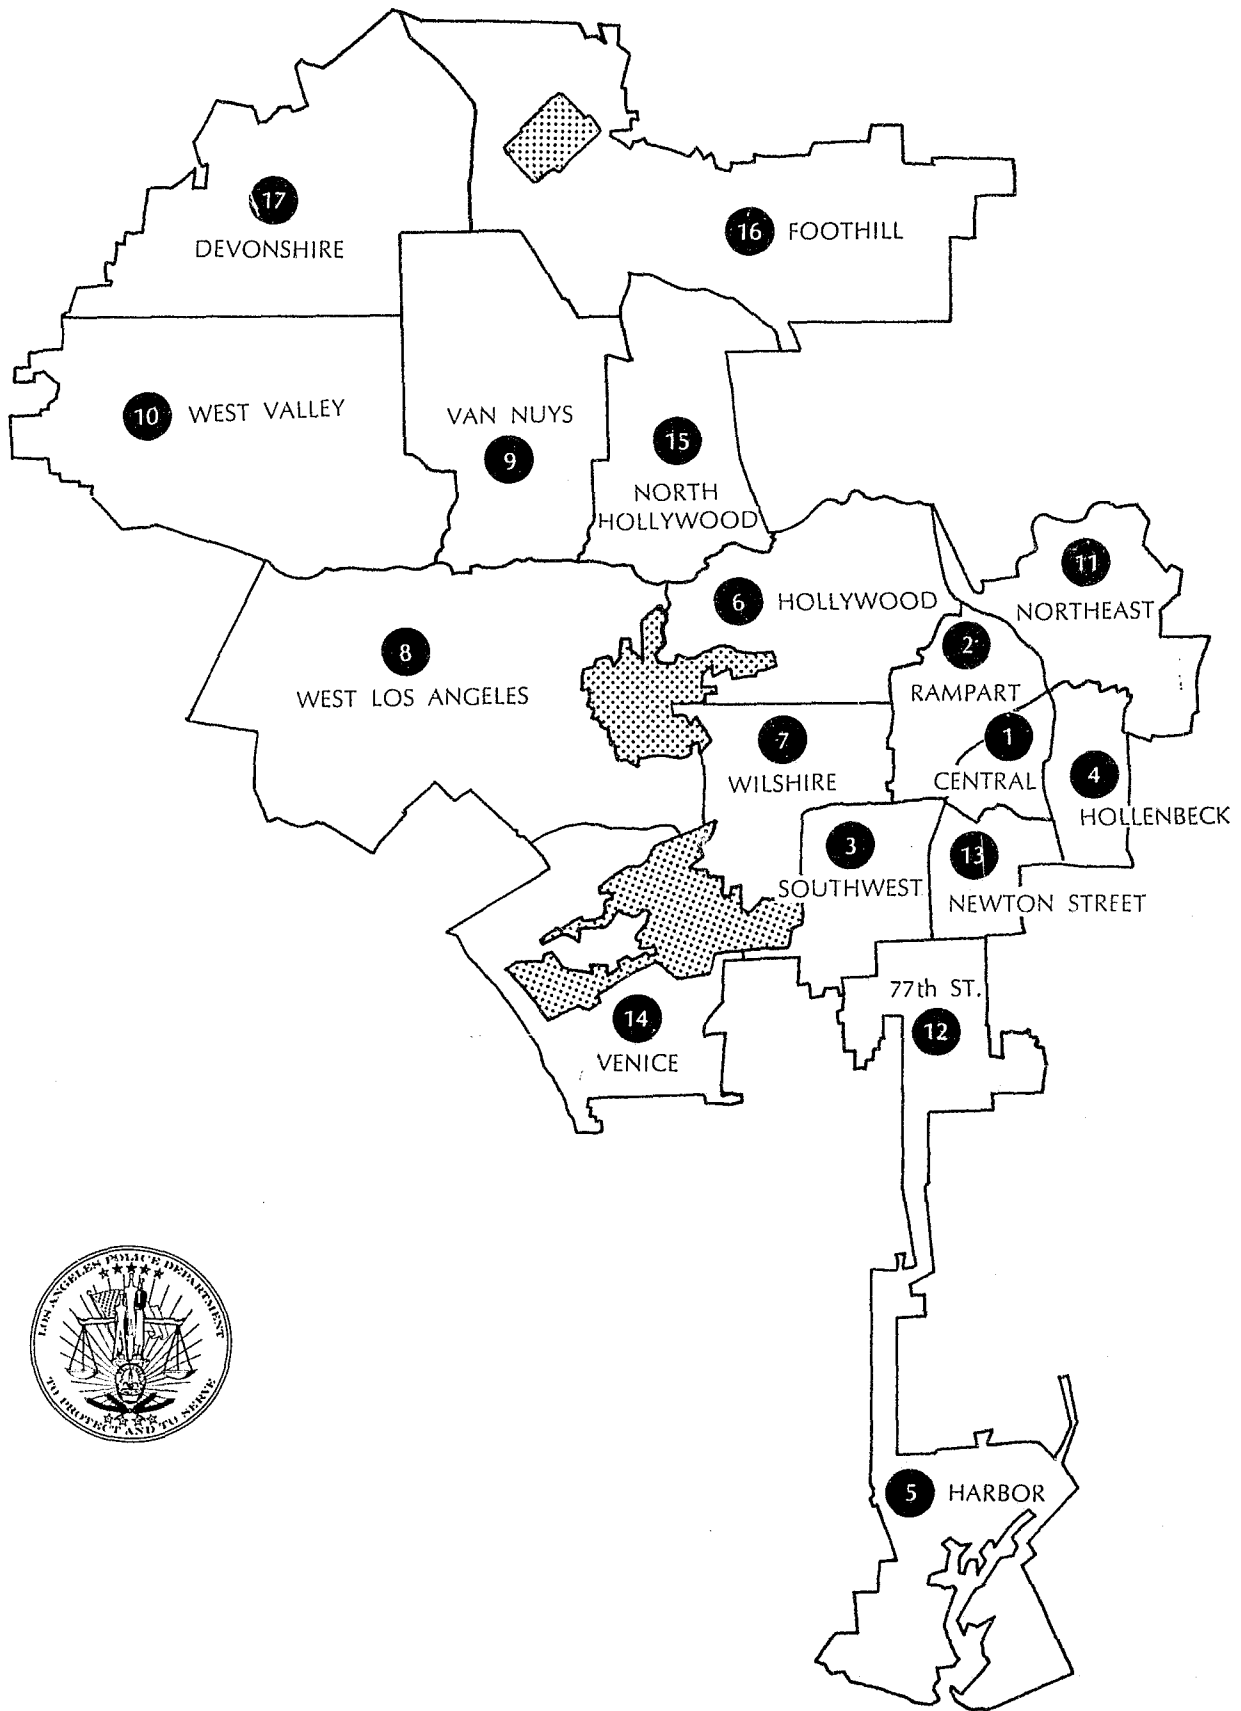 17
DEVONSHIRE
16 FOOTHILL
10 WEST VALLEY
VAN NUYS
9
15
NORTH
HOLLYWOOD
11
NORTHEAST
6 HOLLYWOOD
2
RAMPART
8
WEST LOS ANGELES
7
WILSHIRE
1
CENTRAL
4
HOLLENBECK
3
SOUTHWEST
13
NEWTON STREET
77th ST.
12
14
VENICE
LOS ANGELES POLICE DEPARTMENT
TO PROTECT AND TO SERVE
5 HARBOR